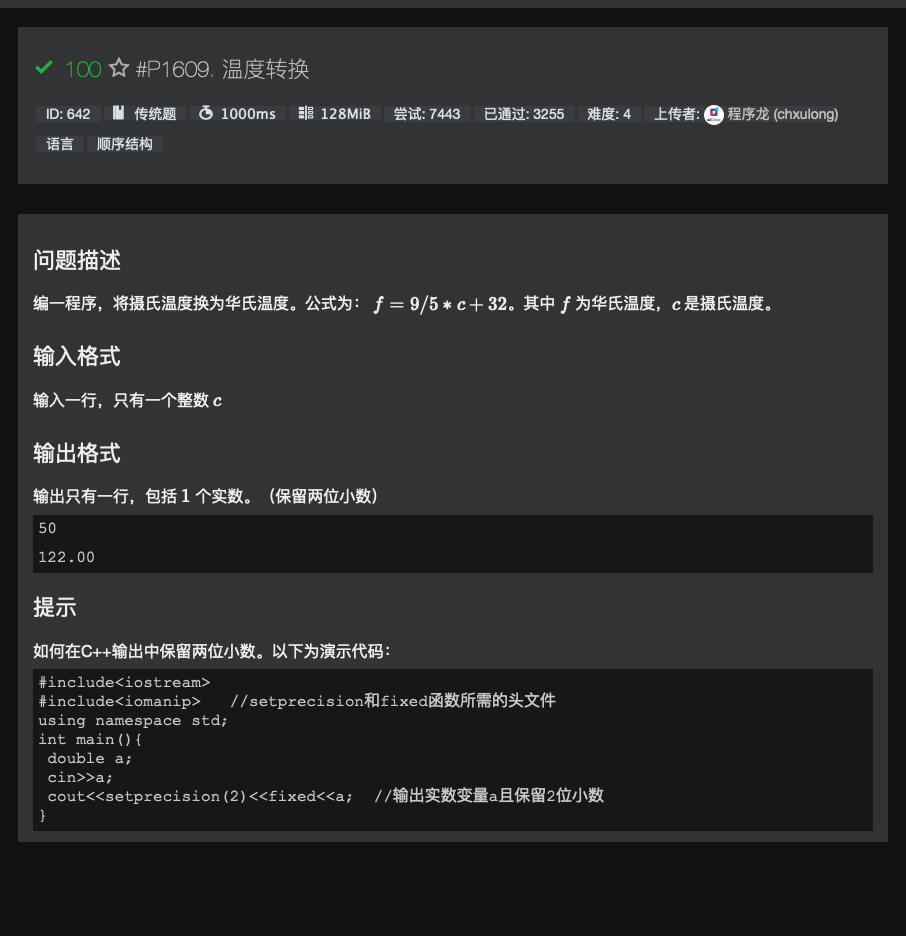 100 #P1609. 温度转换
ID: 642 传统题 1000ms 128MiB 尝试: 7443 已通过: 3255 难度: 4 上传者: 程序龙 (chxulong)
语言 顺序结构
问题描述
编一程序，将摄氏温度换为华氏温度。公式为： f = 9/5 * c + 32。其中 f 为华氏温度，c 是摄氏温度。
输入格式
输入一行，只有一个整数 c
输出格式
输出只有一行，包括 1 个实数。（保留两位小数）
50
122.00
提示
如何在C++输出中保留两位小数。以下为演示代码：
#include<iostream>
#include<iomanip>   //setprecision和fixed函数所需的头文件
using namespace std;
int main(){
 double a;
 cin>>a;
 cout<<setprecision(2)<<fixed<<a;  //输出实数变量a且保留2位小数
}